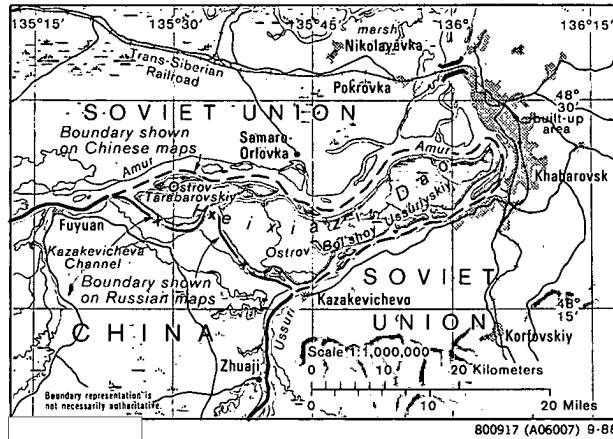 135°15'
135°30'
135°45'
136°
136°15'
marsh
Nikolayevka
Trans-Siberian
Railroad
Pokrovka
48°
30'
SOVIET UNION
built-up
area
Boundary shown
on Chinese maps
Samaro-
Orlovka
Amur
Amur
Khabarovsk
Ostrov
Tarabarovskiy
Heixiazi Dao
Fuyuan
Ostrov
Bol'shoy
Ussuriyskiy
Kazakevicheva
Channel
Boundary shown
on Russian maps
SOVIET
UNION
Kazakevichevo
48°
15'
CHINA
Ussuri
Korfovskiy
Zhuaji
Scale 1:1,000,000
0 10 20 Kilometers
0 20 Miles
Boundary representation is
not necessarily authoritative.
800917 (A06007) 9-88